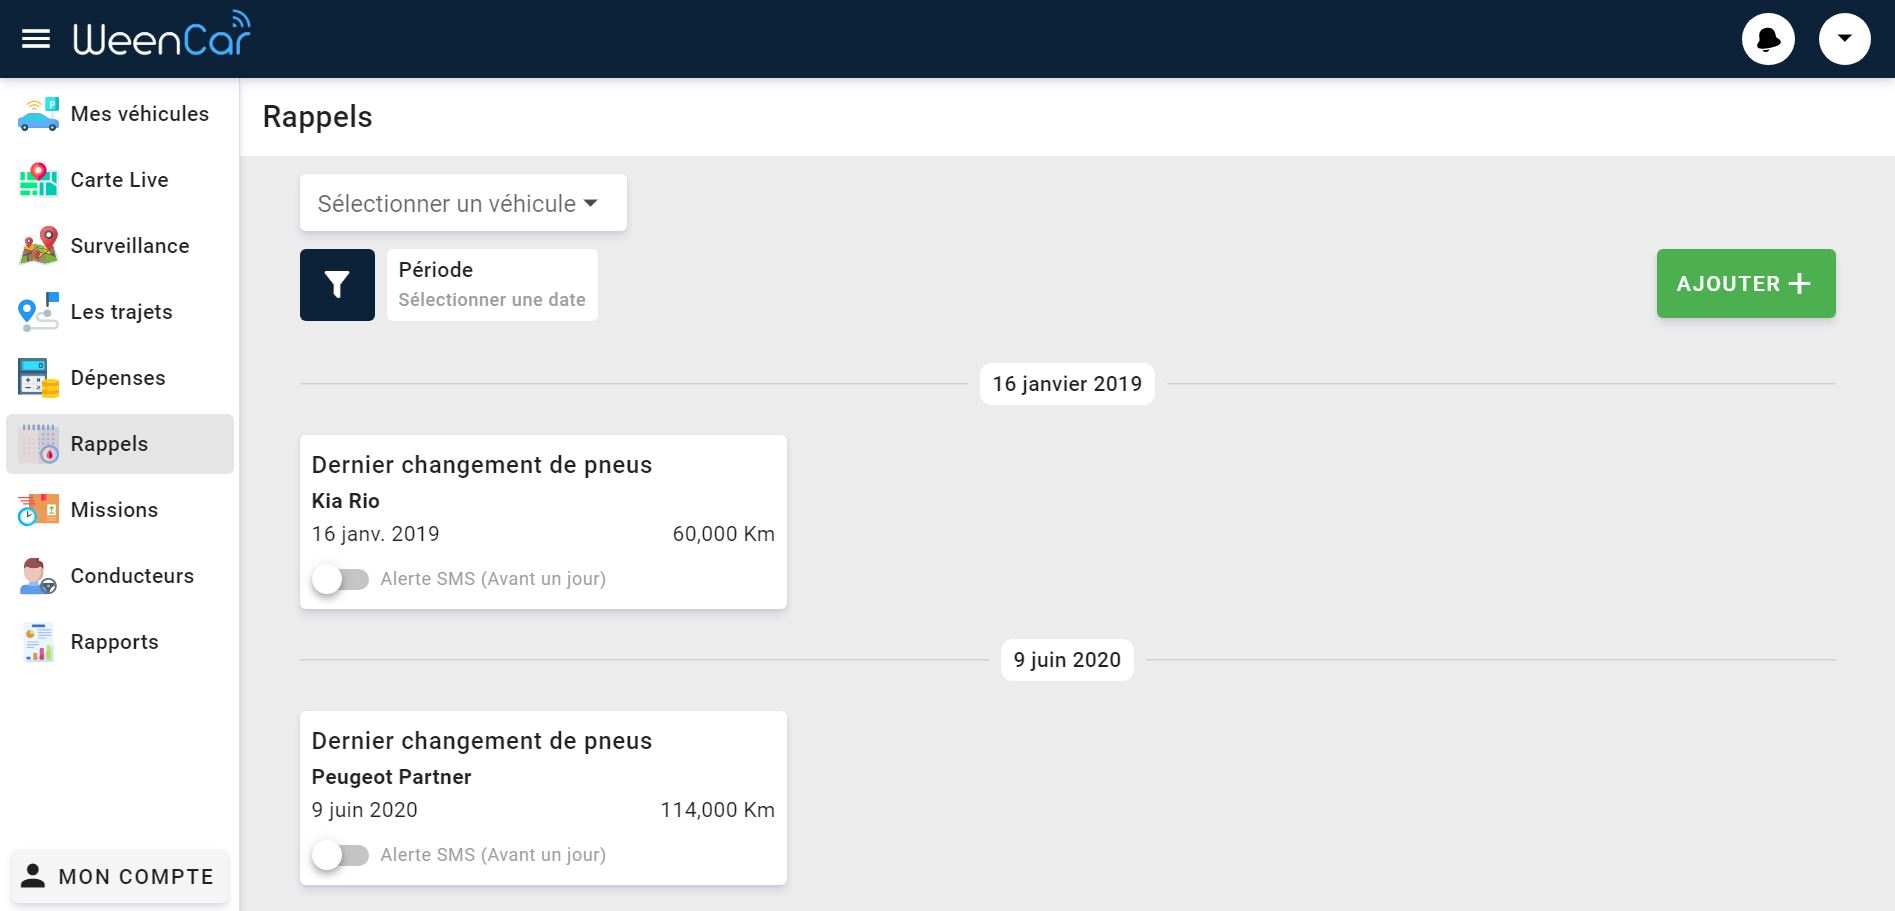 WeenCar
Mes véhicules
Carte Live
Surveillance
Les trajets
Dépenses
Rappels
Missions
Conducteurs
Rapports
MON COMPTE
Rappels
Sélectionner un véhicule
Période
Sélectionner une date
AJOUTER
16 janvier 2019
Dernier changement de pneus
Kia Rio
16 janv. 2019 60,000 Km
Alerte SMS (Avant un jour)
9 juin 2020
Dernier changement de pneus
Peugeot Partner
9 juin 2020 114,000 Km
Alerte SMS (Avant un jour)